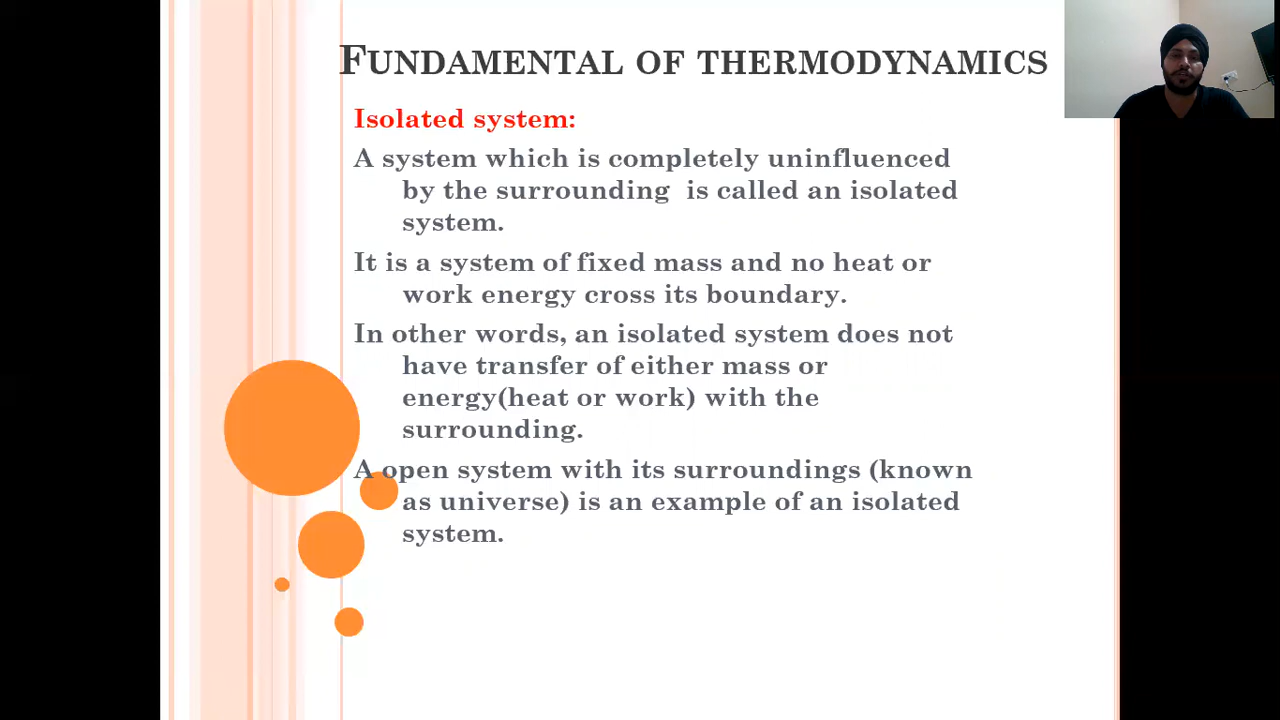 FUNDAMENTAL OF THERMODYNAMICS
Isolated system:
A system which is completely uninfluenced
by the surrounding is called an isolated
system.
It is a system of fixed mass and no heat or
work energy cross its boundary.
In other words, an isolated system does not
have transfer of either mass or
energy(heat or work) with the
surrounding.
A open system with its surroundings (known
as universe) is an example of an isolated
system.